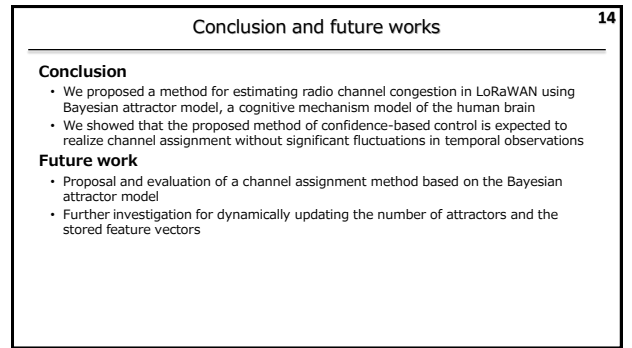 Conclusion and future works
14
Conclusion
• We proposed a method for estimating radio channel congestion in LoRaWAN using
Bayesian attractor model, a cognitive mechanism model of the human brain
• We showed that the proposed method of confidence-based control is expected to
realize channel assignment without significant fluctuations in temporal observations
Future work
• Proposal and evaluation of a channel assignment method based on the Bayesian
attractor model
• Further investigation for dynamically updating the number of attractors and the
stored feature vectors